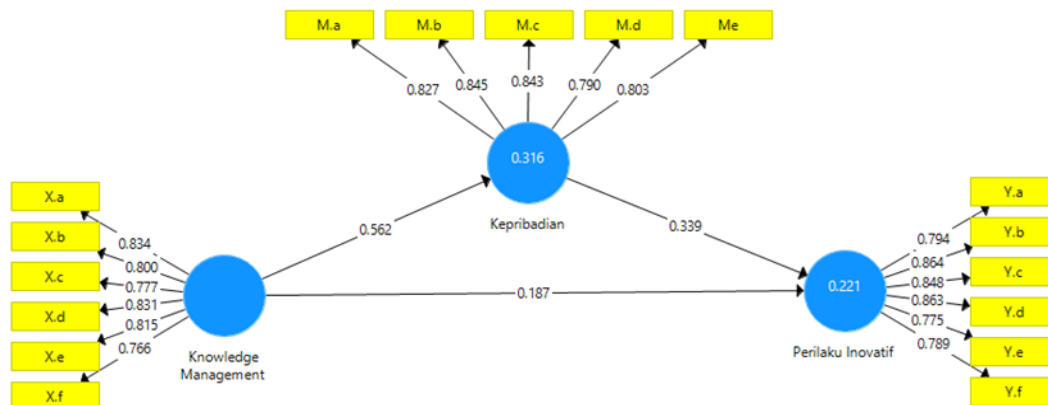 M.a M.b M.c M.d Me
0.827 0.845 0.843 0.790 0.803
0.316
Kepribadian
X.a
X.b
X.c
X.d
X.e
X.f
0.834
0.800
0.777
0.831
0.815
0.766
Knowledge
Management
0.562
0.339
0.187
0.221
Perilaku Inovatif
0.794
0.864
0.848
0.863
0.775
0.789
Y.a
Y.b
Y.c
Y.d
Y.e
Y.f